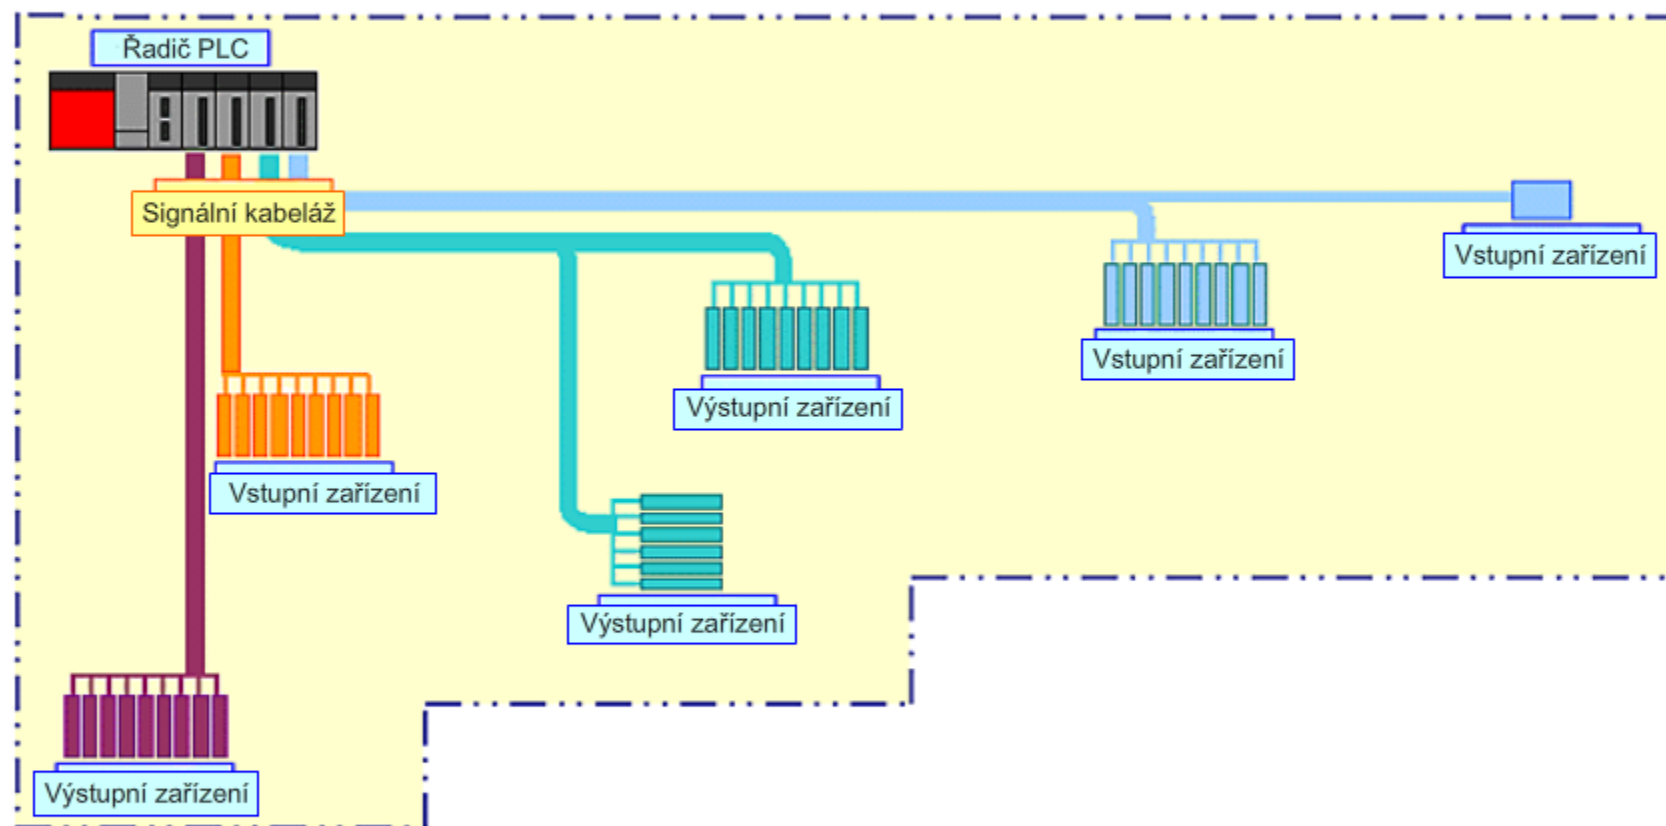 Řadič PLC
Signální kabeláž
Vstupní zařízení
Vstupní zařízení
Výstupní zařízení
Vstupní zařízení
Výstupní zařízení
Výstupní zařízení